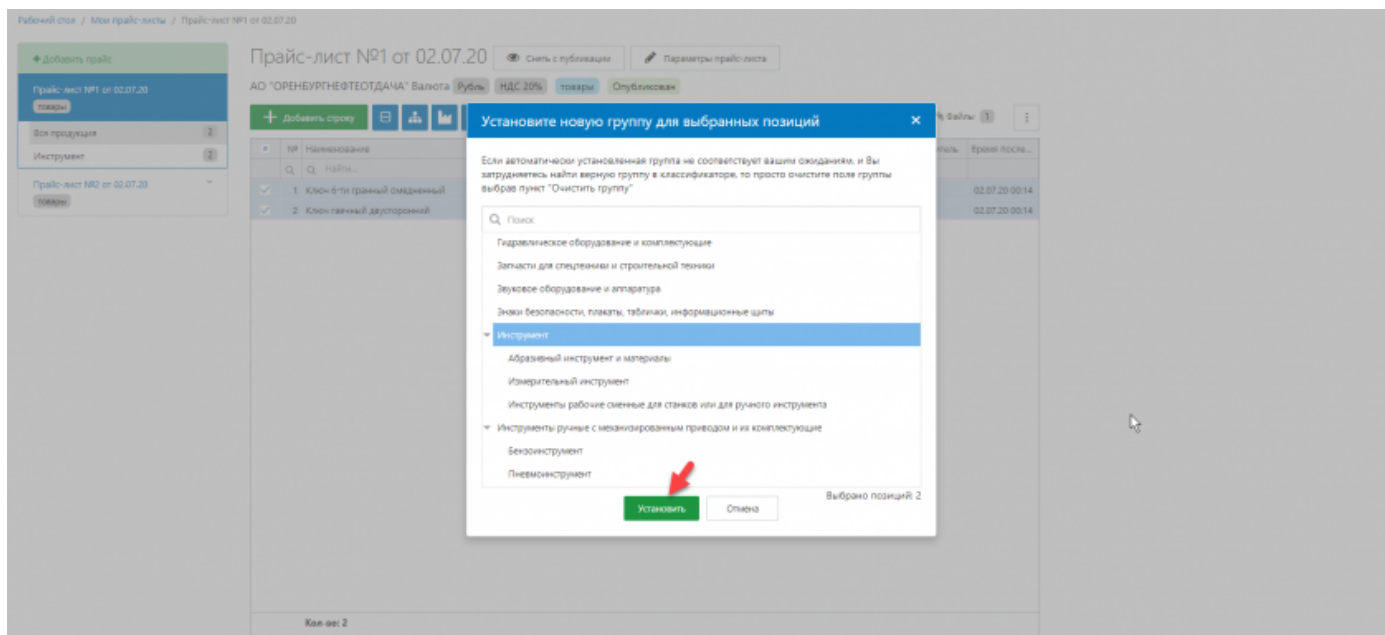 Рабочий стол / Мои прайс-листы / Прайс-лист №1 от 02.07.20
+ Добавить прайс
Прайс-лист №1 от 02.07.20
товары
Вся продукция 2
Инструмент 2
Прайс-лист №2 от 02.07.20
товары
Прайс-лист №1 от 02.07.20 Снять с публикации Параметры прайс-листа
АО "ОРЕНБУРГНЕФТЕОТДАЧА" Валюта Рубль НДС 20% товары Опубликован
+ Добавить строку Файлы 1
№ Наименование Время после...
Найти...
1 Ключ 6-ти гранный омедненный 02.07.20 00:14
2 Ключ гаечный двусторонний 02.07.20 00:14
Установите новую группу для выбранных позиций ×
Если автоматически установленная группа не соответствует вашим ожиданиям, и Вы
затрудняетесь найти верную группу в классификаторе, то просто очистите поле группы
выбрав пункт "Очистить группу"
Поиск
Гидравлическое оборудование и комплектующие
Запчасти для спецтехники и строительной техники
Звуковое оборудование и аппаратура
Знаки безопасности, плакаты, таблички, информационные щиты
Инструмент
Абразивный инструмент и материалы
Измерительный инструмент
Инструменты рабочие сменные для станков или для ручного инструмента
Инструменты ручные с механизированным приводом и их комплектующие
Бензоинструмент
Пневмоинструмент
Выбрано позиций: 2
Установить Отмена
Кол-во: 2